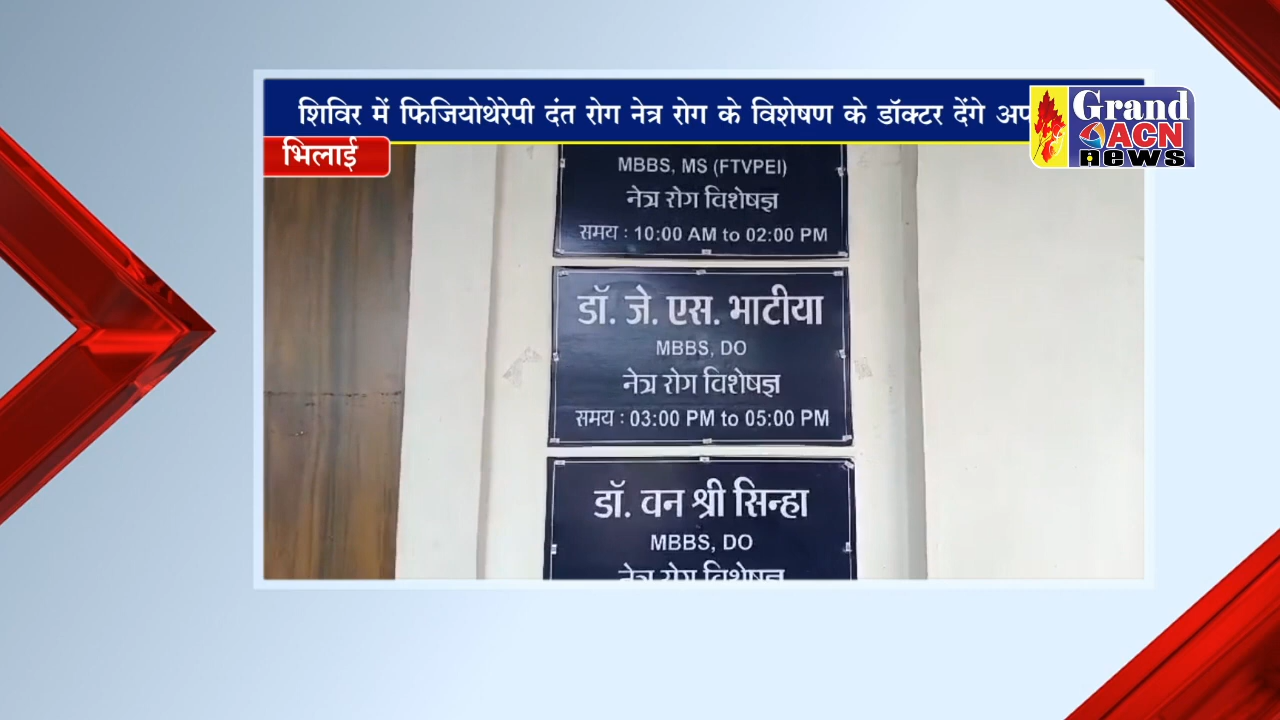 शिविर में फिजियोथेरेपी दंत रोग नेत्र रोग के विशेषण के डॉक्टर देंगे
Grand
ACN
news
भिलाई
MBBS, MS (FTVPEI)
नेत्र रोग विशेषज्ञ
समय : 10:00 AM to 02:00 PM
डॉ. जे. एस. भाटीया
MBBS, DO
नेत्र रोग विशेषज्ञ
समय : 03:00 PM to 05:00 PM
डॉ. वन श्री सिन्हा
MBBS, DO
नेत्र रोग विशेषज्ञ